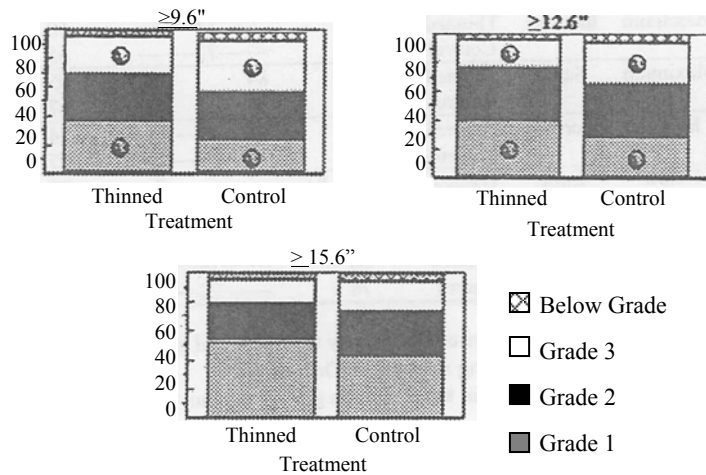 ≥9.6"
100
80
60
40
20
0
Thinned Control
Treatment
≥12.6"
100
80
60
40
20
0
Thinned Control
Treatment
≥ 15.6”
100
80
60
40
20
0
Thinned Control
Treatment
Below Grade
Grade 3
Grade 2
Grade 1